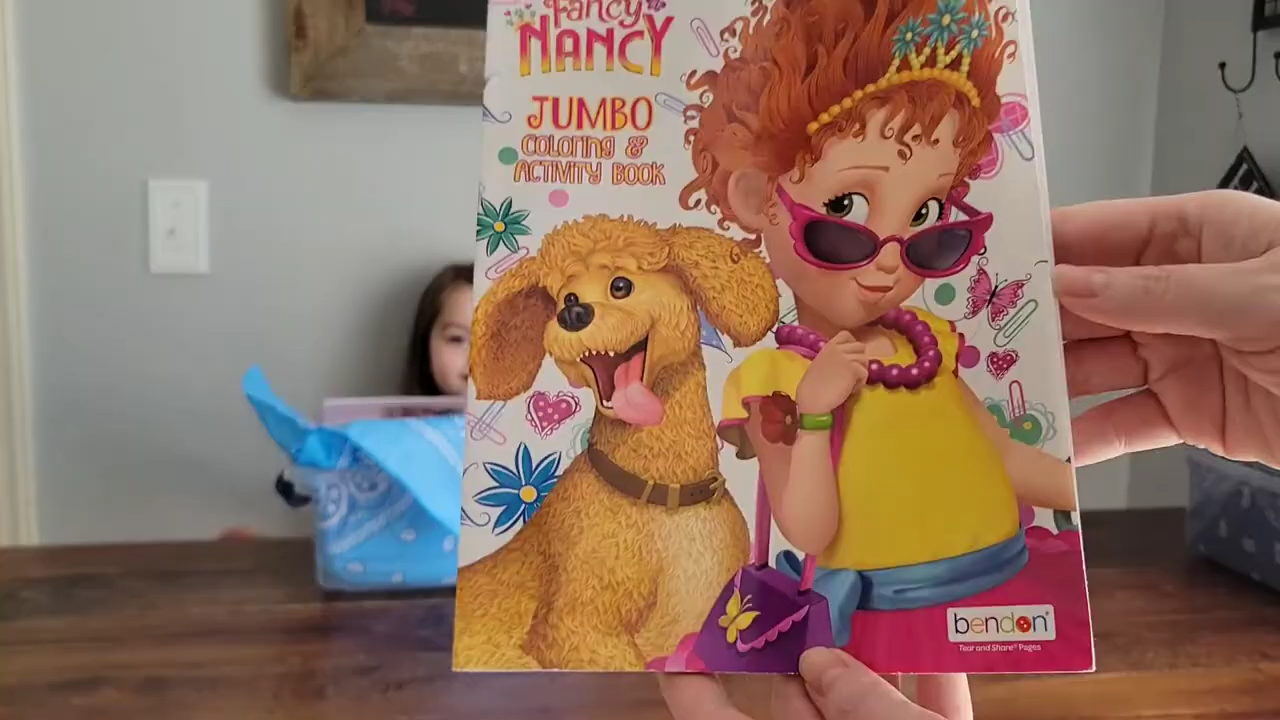 Fancy
NANCY
JUMBO
COLORING &
ACTIVITY BOOK
bendon®
Tear and Share® Pages